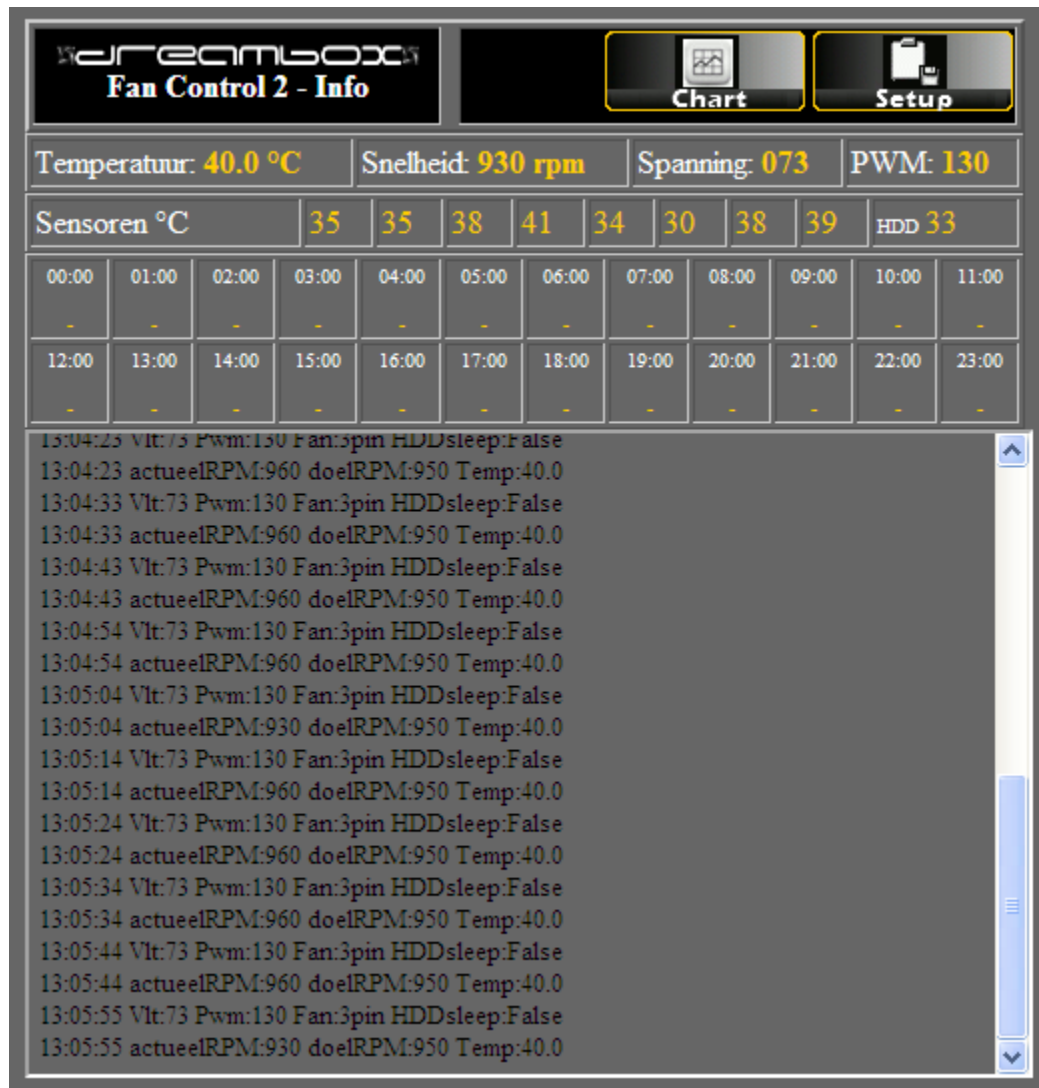 dreambox
Fan Control 2 - Info
Chart
Setup
Temperatuur: 40.0 °C Snelheid: 930 rpm Spanning: 073 PWM: 130
Sensoren °C 35 35 38 41 34 30 38 39 HDD 33
00:00 01:00 02:00 03:00 04:00 05:00 06:00 07:00 08:00 09:00 10:00 11:00
- - - - - - - - - - - -
12:00 13:00 14:00 15:00 16:00 17:00 18:00 19:00 20:00 21:00 22:00 23:00
- - - - - - - - - - - -
13:04:23 Vlt:73 Pwm:130 Fan:3pin HDDsleep:False
13:04:23 actueelRPM:960 doelRPM:950 Temp:40.0
13:04:33 Vlt:73 Pwm:130 Fan:3pin HDDsleep:False
13:04:33 actueelRPM:960 doelRPM:950 Temp:40.0
13:04:43 Vlt:73 Pwm:130 Fan:3pin HDDsleep:False
13:04:43 actueelRPM:960 doelRPM:950 Temp:40.0
13:04:54 Vlt:73 Pwm:130 Fan:3pin HDDsleep:False
13:04:54 actueelRPM:960 doelRPM:950 Temp:40.0
13:05:04 Vlt:73 Pwm:130 Fan:3pin HDDsleep:False
13:05:04 actueelRPM:930 doelRPM:950 Temp:40.0
13:05:14 Vlt:73 Pwm:130 Fan:3pin HDDsleep:False
13:05:14 actueelRPM:960 doelRPM:950 Temp:40.0
13:05:24 Vlt:73 Pwm:130 Fan:3pin HDDsleep:False
13:05:24 actueelRPM:960 doelRPM:950 Temp:40.0
13:05:34 Vlt:73 Pwm:130 Fan:3pin HDDsleep:False
13:05:34 actueelRPM:960 doelRPM:950 Temp:40.0
13:05:44 Vlt:73 Pwm:130 Fan:3pin HDDsleep:False
13:05:44 actueelRPM:960 doelRPM:950 Temp:40.0
13:05:55 Vlt:73 Pwm:130 Fan:3pin HDDsleep:False
13:05:55 actueelRPM:930 doelRPM:950 Temp:40.0